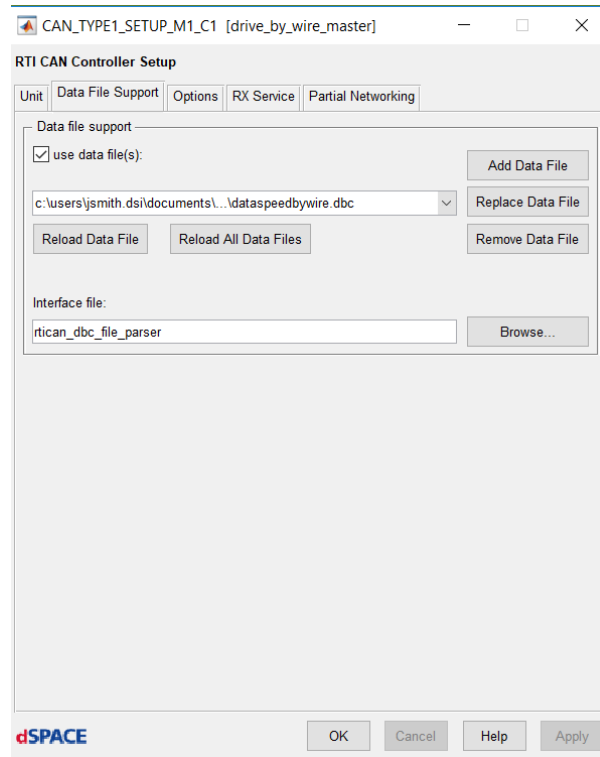 CAN_TYPE1_SETUP_M1_C1 [drive_by_wire_master]
RTI CAN Controller Setup
Unit Data File Support Options RX Service Partial Networking
Data file support
use data file(s):
Add Data File
c:\users\jsmith.dsi\documents\...\dataspeedbywire.dbc Replace Data File
Reload Data File Reload All Data Files Remove Data File
Interface file:
rtican_dbc_file_parser Browse...
dSPACE OK Cancel Help Apply